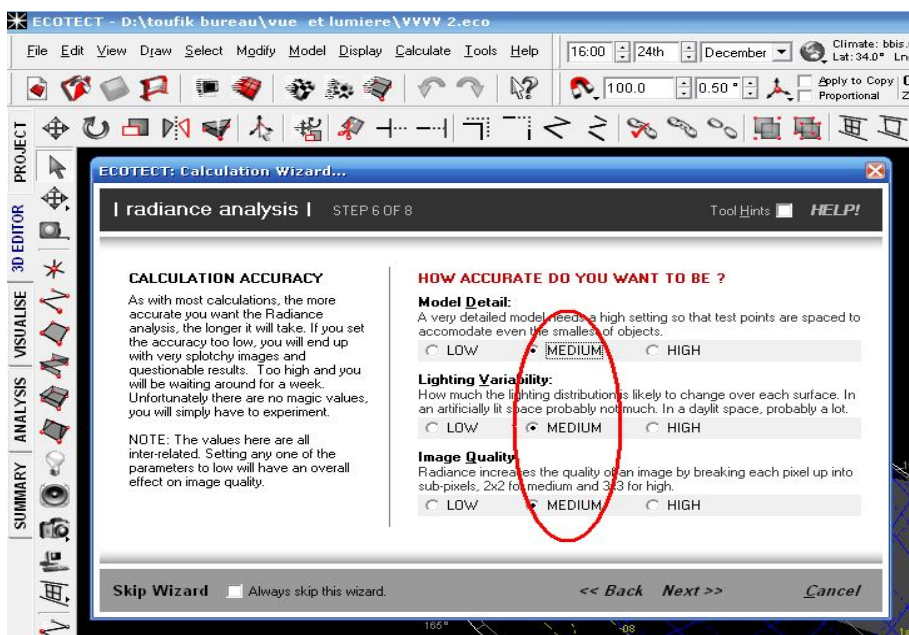 ECOTECT - D:\toufik bureau\vue et lumiere\VVVV 2.eco
File Edit View Draw Select Modify Model Display Calculate Tools Help
16:00 24th December
Climate: bbis.
Lat: 34.0°
100.0 0.50 °
Apply to Copy
Proportional
PROJECT
3D EDITOR
VISUALISE
ANALYSIS
SUMMARY
ECOTECT: Calculation Wizard...
| radiance analysis | STEP 6 OF 8 Tool Hints HELP!
CALCULATION ACCURACY
As with most calculations, the more
accurate you want the Radiance
analysis, the longer it will take. If you set
the accuracy too low, you will end up
with very splotchy images and
questionable results. Too high and you
will be waiting around for a week.
Unfortunately there are no magic values,
you will simply have to experiment.
NOTE: The values here are all
inter-related. Setting any one of the
parameters to low will have an overall
effect on image quality.
HOW ACCURATE DO YOU WANT TO BE ?
Model Detail:
A very detailed model needs a high setting so that test points are spaced to
accomodate even the smallest of objects.
LOW MEDIUM HIGH
Lighting Variability:
How much the lighting distribution is likely to change over each surface. In
an artificially lit space probably not much. In a daylit space, probably a lot.
LOW MEDIUM HIGH
Image Quality:
Radiance increases the quality of an image by breaking each pixel up into
sub-pixels, 2x2 for medium and 3x3 for high.
LOW MEDIUM HIGH
Skip Wizard Always skip this wizard. << Back Next >> Cancel
165°